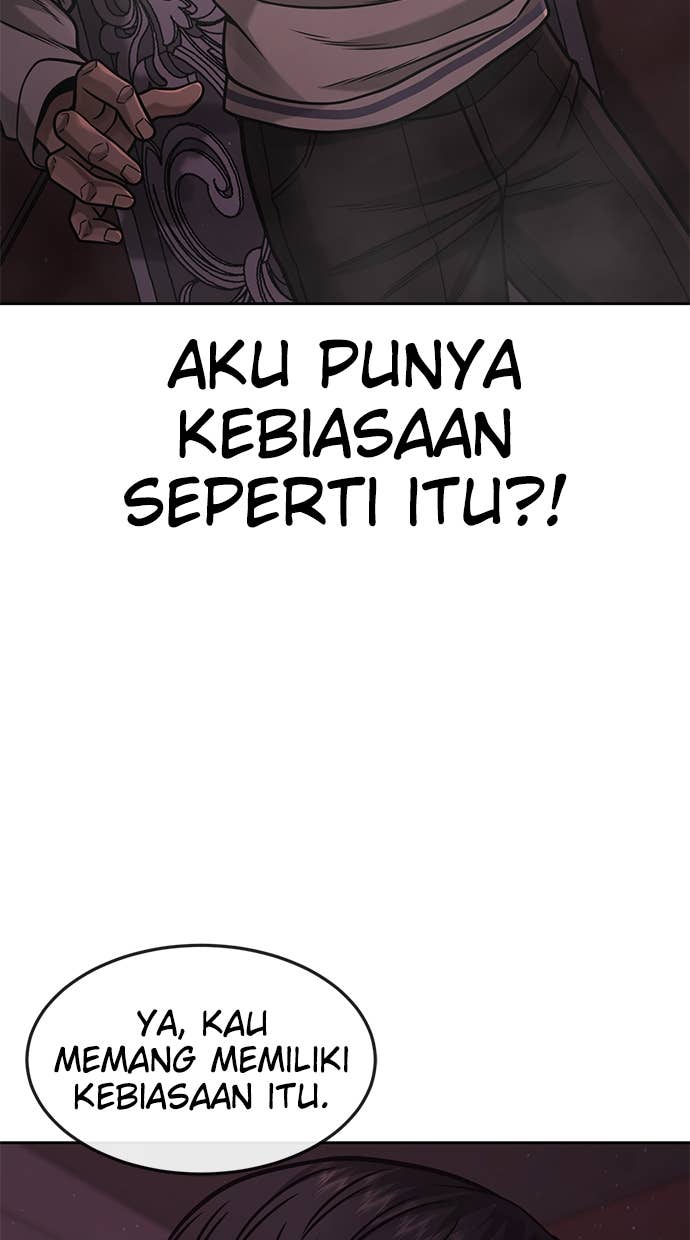 AKU PUNYA
KEBIASAAN
SEPERTI ITU?!
YA, KAU
MEMANG MEMILIKI
KEBIASAAN ITU.